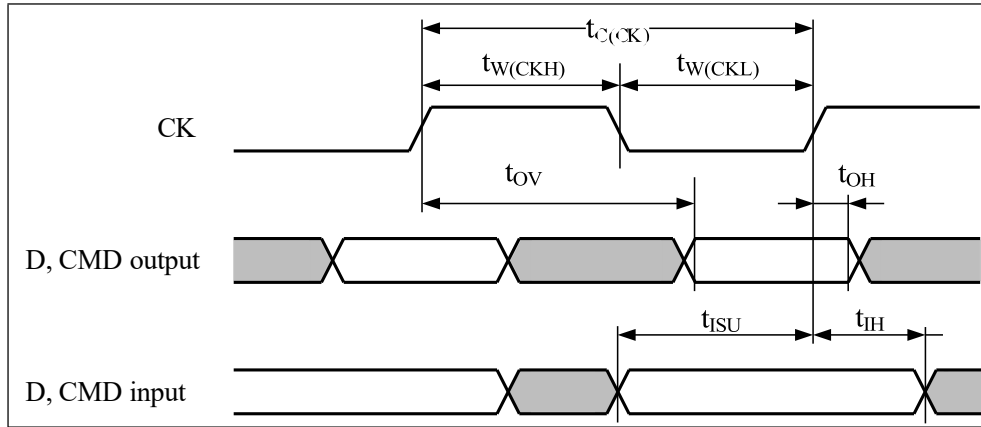 tC(CK)
tW(CKH) tW(CKL)
CK
tOV tOH
D, CMD output
tISU tIH
D, CMD input